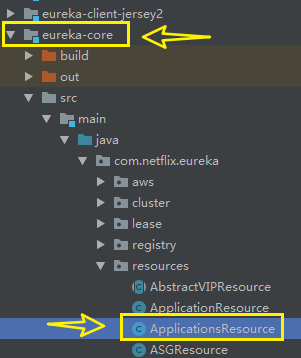 eureka-client-jersey2
eureka-core
build
out
src
main
java
com.netflix.eureka
aws
cluster
lease
registry
resources
AbstractVIPResource
ApplicationResource
ApplicationsResource
ASGResource